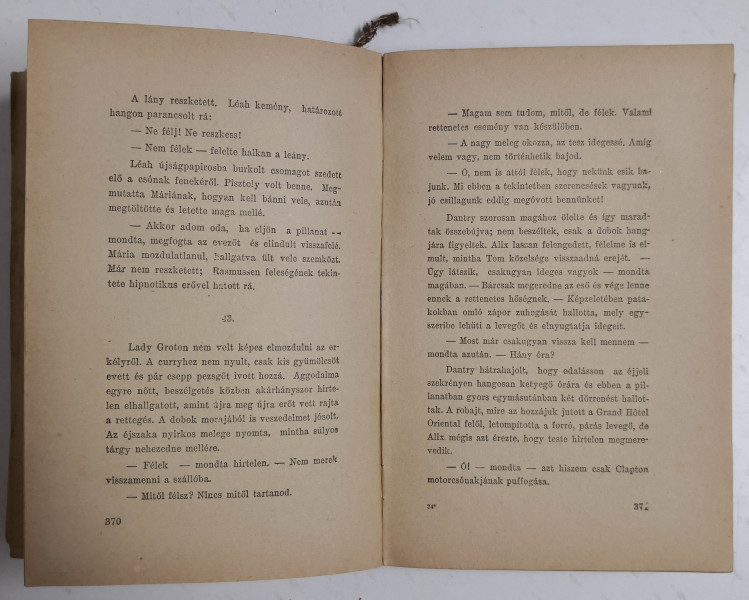 A lány reszketett. Léah kemény, határozott
hangon parancsolt rá:
— Ne félj! Ne reszkess!
— Nem félek — felelte halkan a leány.
Léah újságpapirosba burkolt csomagot szedett
elő a csónak fenekéről. Pisztoly volt benne. Meg-
mutatta Máriának, hogyan kell bánni vele, azután
megtöltötte és letette maga mellé.
— Akkor adom oda, ha eljön a pillanat —
mondta, megfogta az evezőt és elindult visszafelé.
Mária mozdulatlanul, hallgatva ült vele szemközt.
Már nem reszketett; Rasmussen feleségének tekin-
tete hipnotikus erővel hatott rá.
43.
Lady Groton nem volt képes elmozdulni az er-
kélyről. A curryhez nem nyult, csak kis gyümölcsöt
evett és pár csepp pezsgőt ivott hozzá. Aggodalma
egyre nőtt, beszélgetés közben akárhányszor hirte-
len elhallgatott, amint újra meg újra erőt vett rajta
a rettegés. A dobok morajából is veszedelmet jósolt.
Az éjszaka nyirkos melege nyomta, mintha súlyos
tárgy nehezedne mellére.
— Félek — mondta hirtelen. — Nem merek
visszamenni a szállóba.
— Mitől félsz? Nincs mitől tartanod.
370
— Magam sem tudom, mitől, de félek. Valami
rettenetes esemény van készülőben.
— A nagy meleg okozza, az tesz idegessé. Amíg
velem vagy, nem történhetik bajod.
— O, nem is attól félek, hogy nekünk esik ba-
junk. Mi ebben a tekintetben szerencsések vagyunk,
jó csillagunk eddig megóvott bennünket!
Dantry szorosan magához ölelte és így marad-
tak összebújva; nem beszéltek, csak a dobok hang-
jára figyeltek. Alix lassan felengedett, félelme is el-
mult, mintha Tom közelsége visszaadná erejét. —
Úgy látszik, csakugyan ideges vagyok — mondta
magában. — Bárcsak megeredne az eső és vége lenne
ennek a rettenetes hőségnek. — Képzeletében pata-
kokban omló zápor zuhogását hallotta, mely egy-
szeribe lehűti a levegőt és elnyugtatja idegeit.
— Most már csakugyan vissza kell mennem —
mondta azután. — Hány óra?
Dantry hátrahajolt, hogy odalásson az éjjeli
szekrényen hangosan ketyegő órára és ebben a pil-
lanatban gyors egymásutánban két dörrenést hallot-
tak. A robajt, mire az hozzájuk jutott a Grand Hôtel
Oriental felől, letompította a forró, párás levegő, de
Alix mégis azt érezte, hogy teste hirtelen megmere-
vedik.
— Ó! — mondta — azt hiszem csak Clapton
motorcsónakjának puffogása.
24*
371